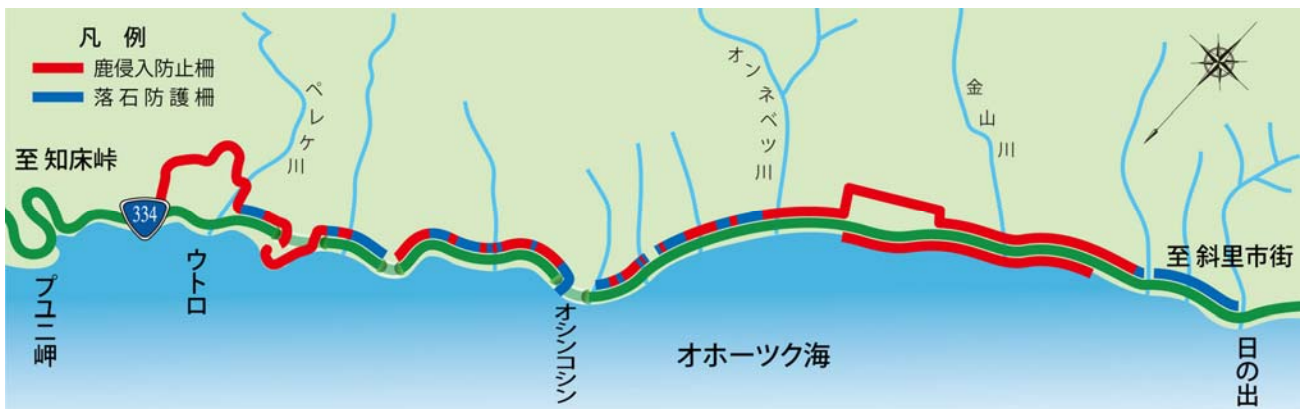 凡例
鹿侵入防止柵
落石防護柵
至 知床峠
334
プユニ岬
ウトロ
ペレケ川
オシンコシン
オンネベツ川
オホーツク海
金山川
至 斜里市街
日の出